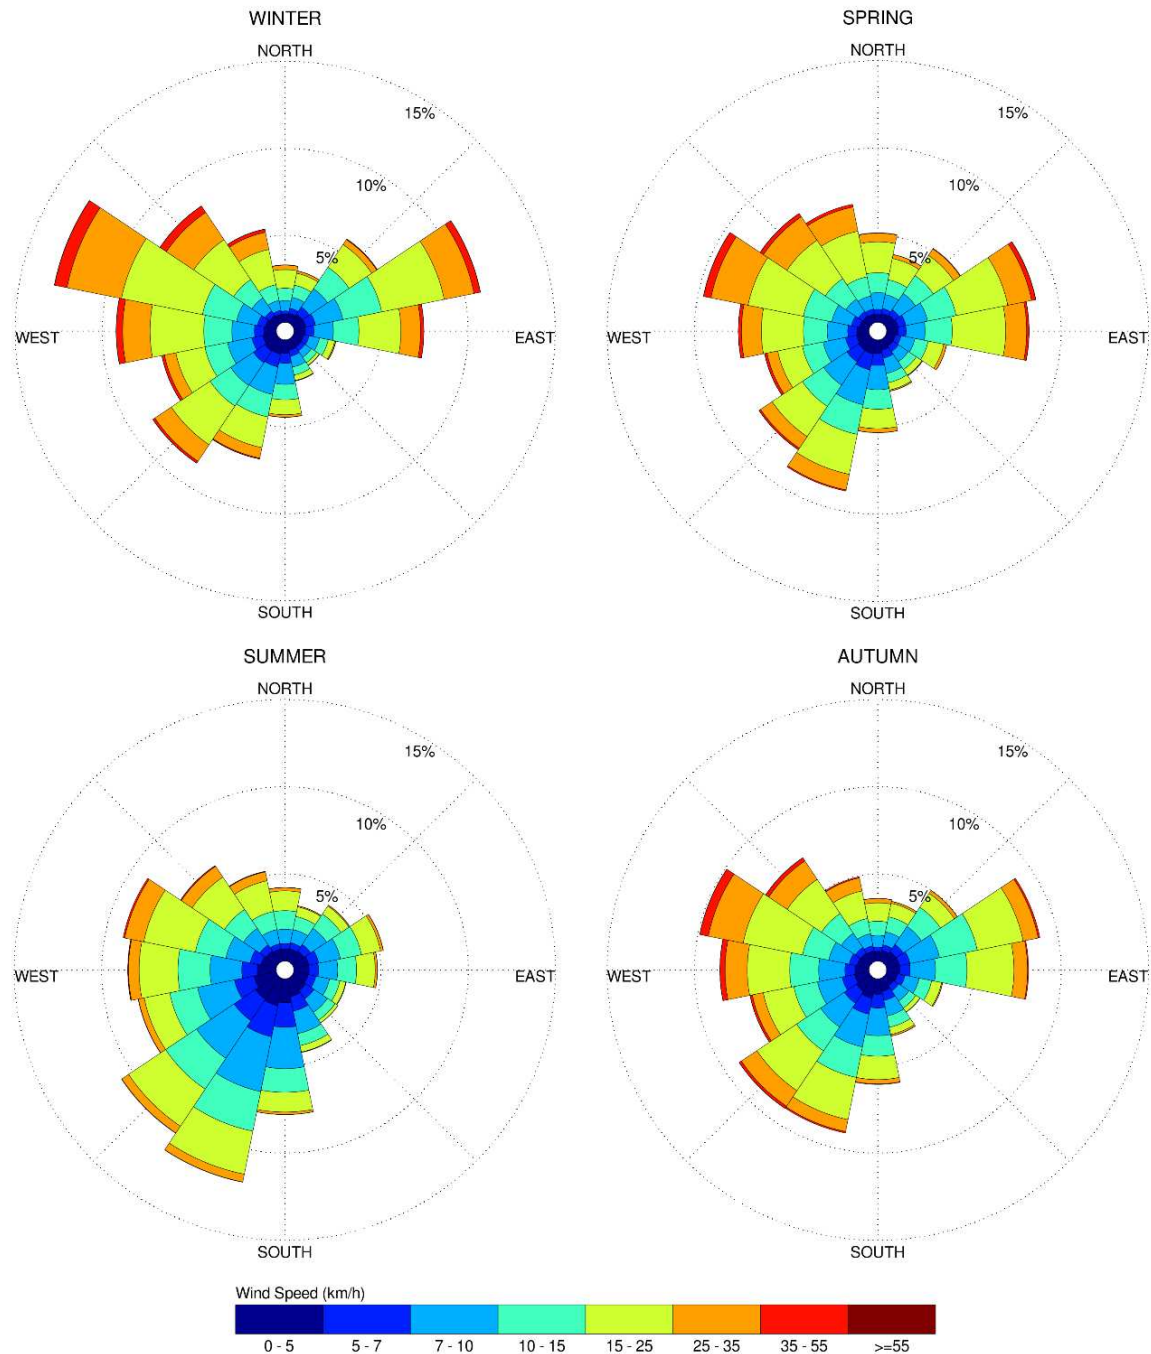 WINTER
NORTH
15%
10%
5%
WEST
EAST
SOUTH
SPRING
NORTH
15%
10%
5%
WEST
EAST
SOUTH
SUMMER
NORTH
15%
10%
5%
WEST
EAST
SOUTH
AUTUMN
NORTH
15%
10%
5%
WEST
EAST
SOUTH
Wind Speed (km/h)
0 - 5 5 - 7 7 - 10 10 - 15 15 - 25 25 - 35 35 - 55 >=55